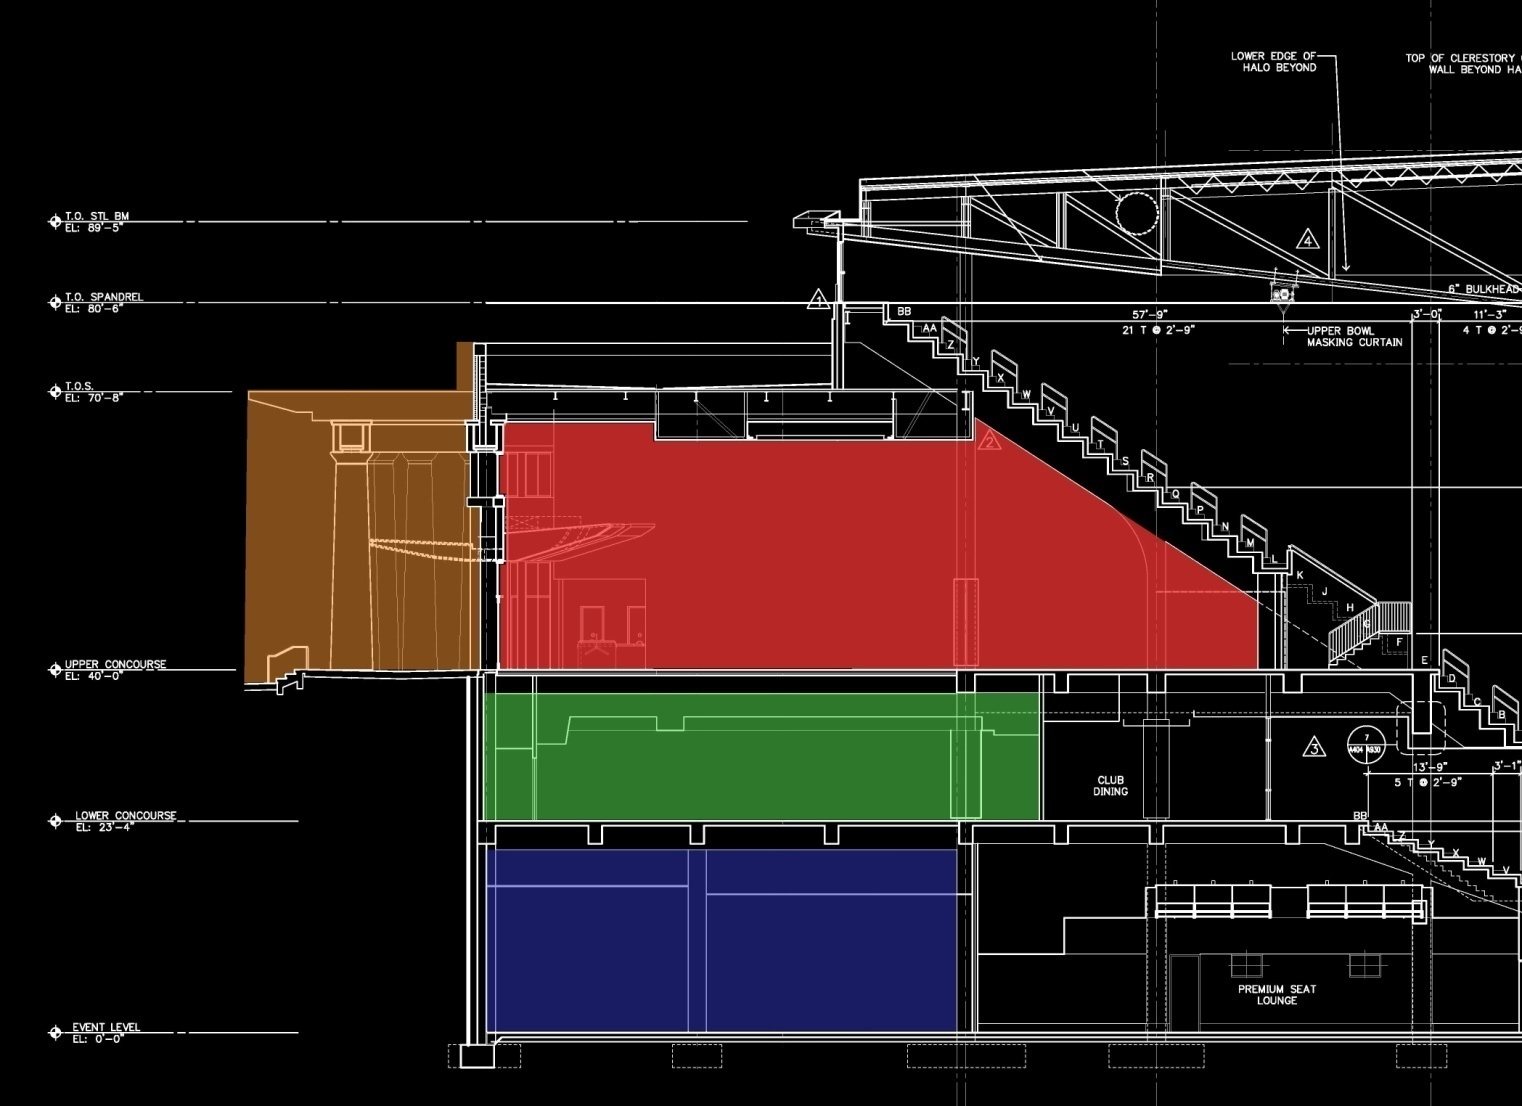 LOWER EDGE OF
HALO BEYOND
TOP OF CLERESTORY
WALL BEYOND HA
T.O. STL BM
EL: 89'-5"
4
T.O. SPANDREL
EL: 80'-6"
1
6" BULKHEAD
BB
57'-9"
21 T @ 2'-9"
3'-0"
11'-3"
4 T @ 2'-9
UPPER BOWL
MASKING CURTAIN
AA
Z
Y
X
W
V
U
T
S
R
Q
P
N
M
L
K
J
H
G
F
E
D
C
B
T.O.S.
EL: 70'-8"
2
UPPER CONCOURSE
EL: 40'-0"
3
7
A404 A930
13'-9"
5 T @ 2'-9"
3'-1"
CLUB
DINING
LOWER CONCOURSE
EL: 23'-4"
BB
AA
Z
Y
X
W
V
PREMIUM SEAT
LOUNGE
EVENT LEVEL
EL: 0'-0"